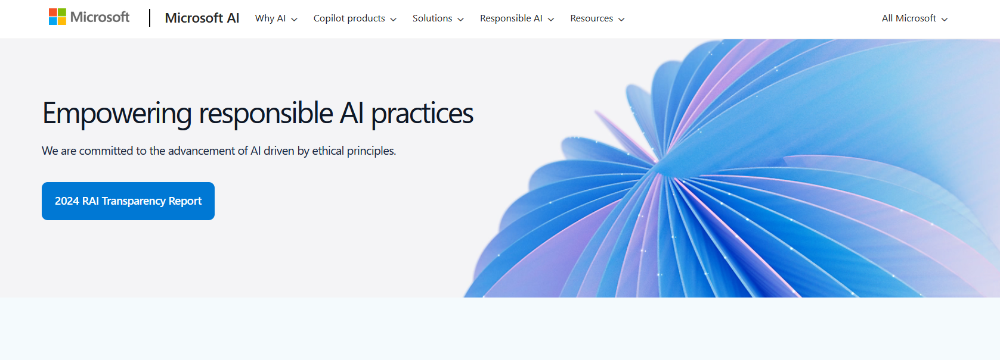 Microsoft
Microsoft AI
Why AI
Copilot products
Solutions
Responsible AI
Resources
All Microsoft
Empowering responsible AI practices
We are committed to the advancement of AI driven by ethical principles.
2024 RAI Transparency Report